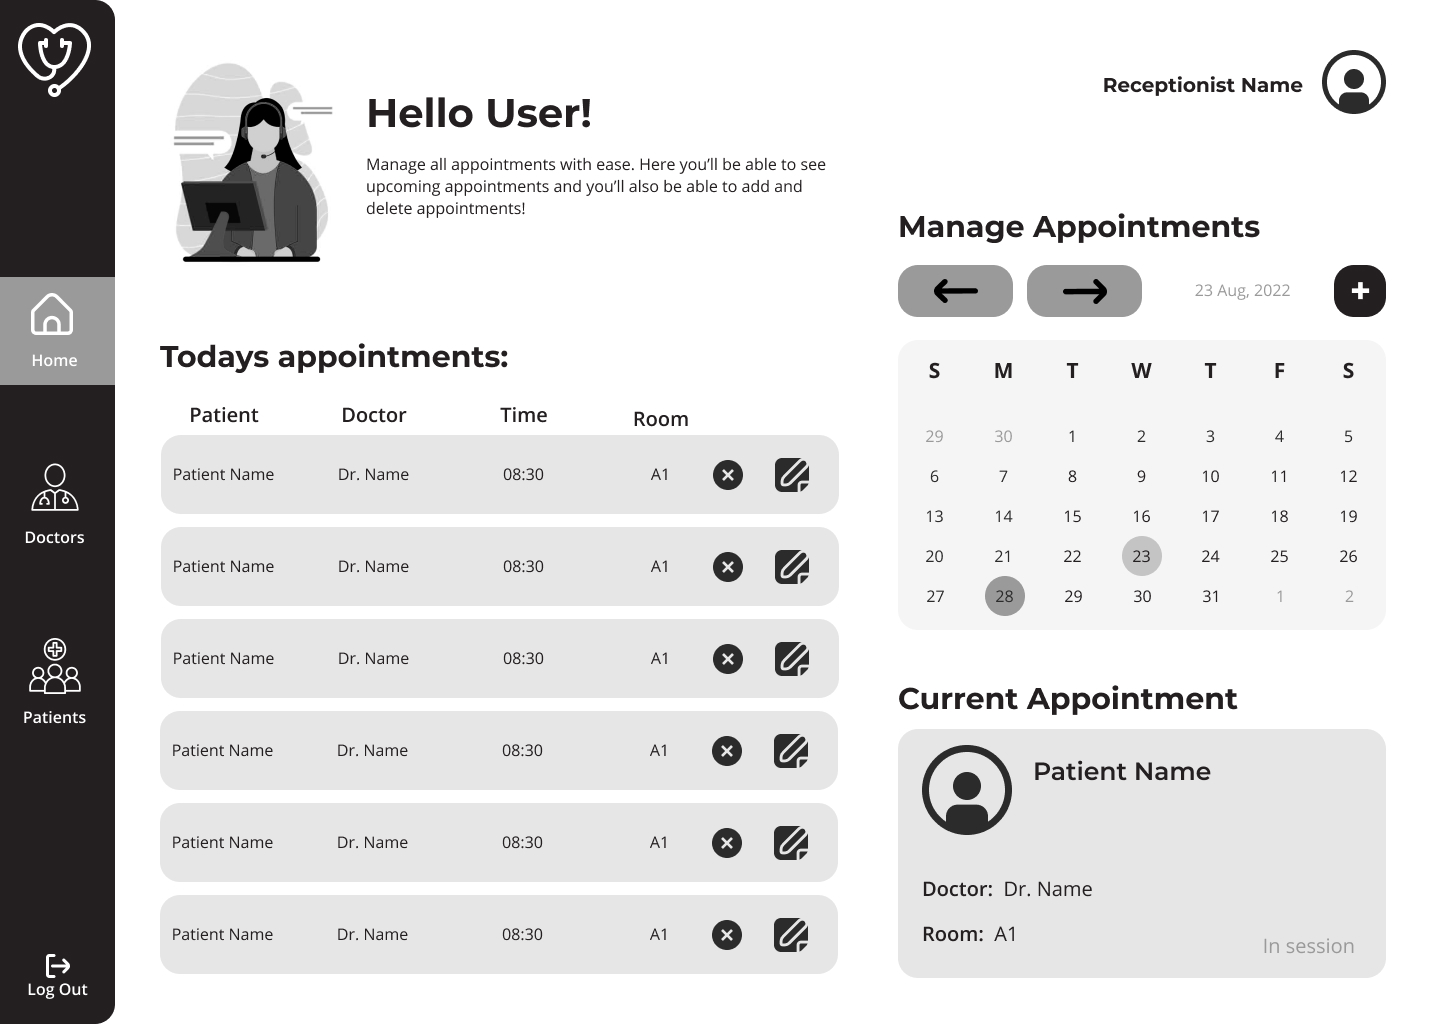 Home
Doctors
Patients
Log Out
Hello User!
Manage all appointments with ease. Here you’ll be able to see
upcoming appointments and you’ll also be able to add and
delete appointments!
Receptionist Name
Todays appointments:
Patient Doctor Time Room
Patient Name Dr. Name 08:30 A1
Patient Name Dr. Name 08:30 A1
Patient Name Dr. Name 08:30 A1
Patient Name Dr. Name 08:30 A1
Patient Name Dr. Name 08:30 A1
Patient Name Dr. Name 08:30 A1
Manage Appointments
23 Aug, 2022
S M T W T F S
29 30 1 2 3 4 5
6 7 8 9 10 11 12
13 14 15 16 17 18 19
20 21 22 23 24 25 26
27 28 29 30 31 1 2
Current Appointment
Patient Name
Doctor: Dr. Name
Room: A1
In session